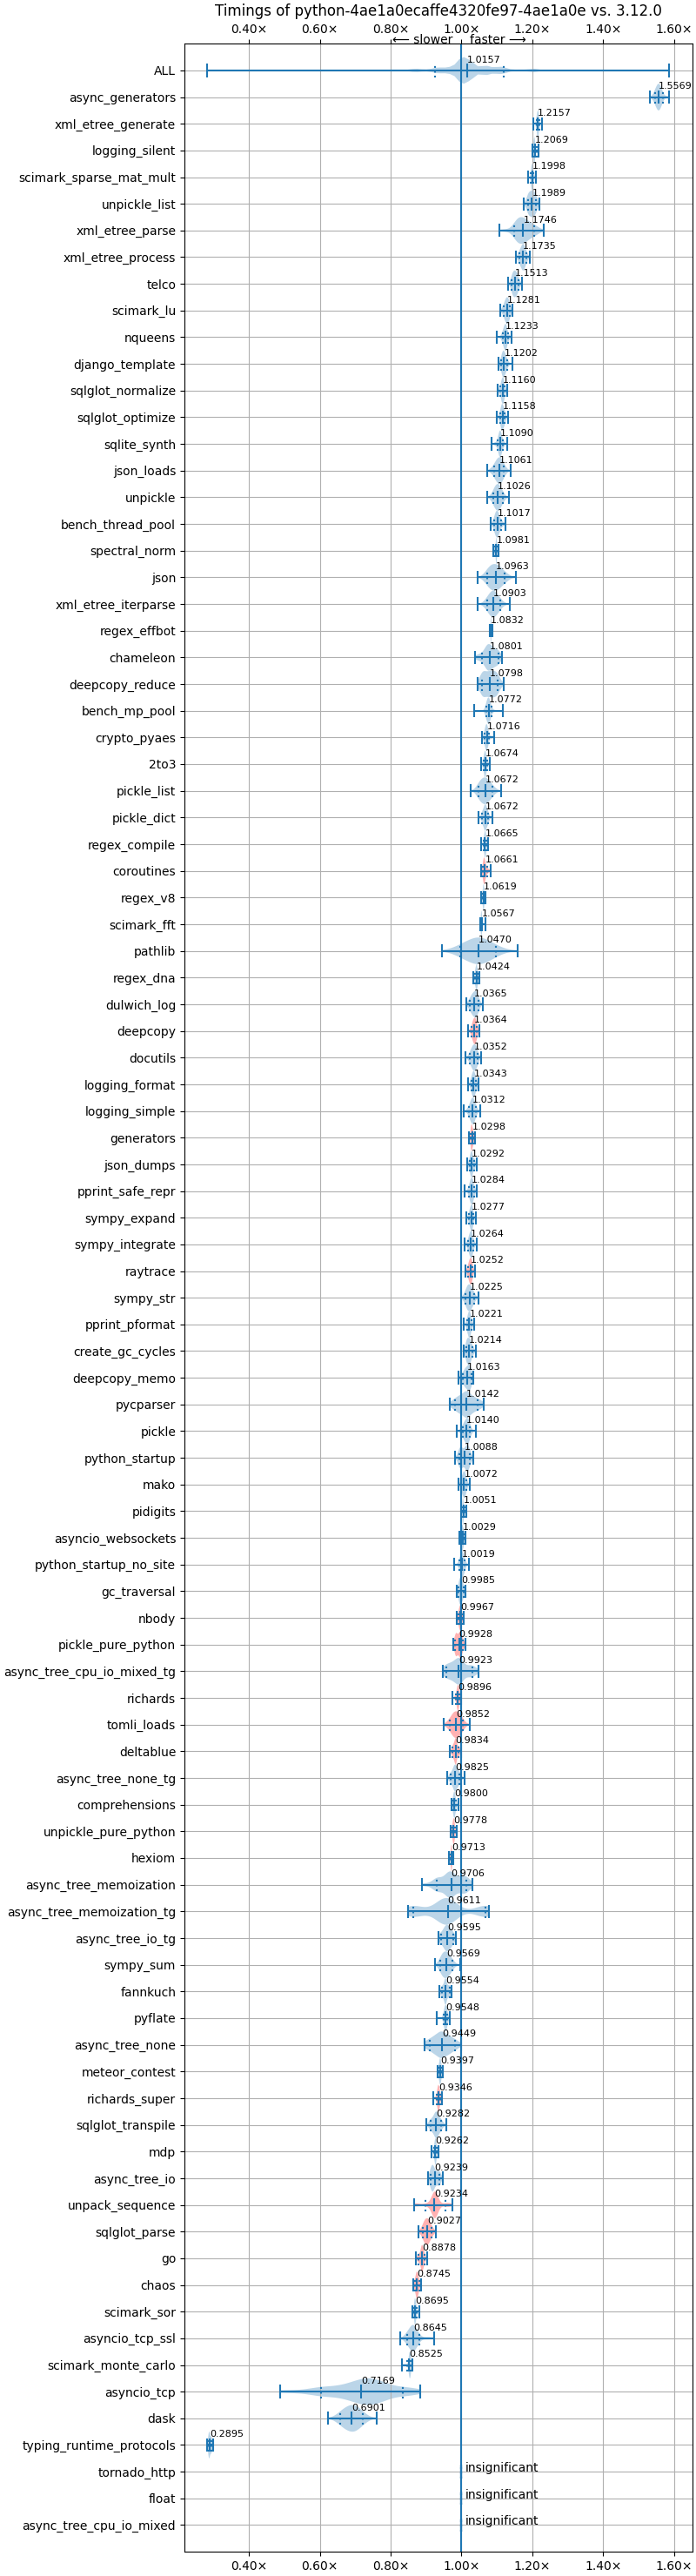 Timings of python-4ae1a0ecaffe4320fe97-4ae1a0e vs. 3.12.0
0.40× 0.60× 0.80× 1.00× 1.20× 1.40× 1.60×
⟵ slower faster ⟶
ALL 1.0157
async_generators 1.5569
xml_etree_generate 1.2157
logging_silent 1.2069
scimark_sparse_mat_mult 1.1998
unpickle_list 1.1989
xml_etree_parse 1.1746
xml_etree_process 1.1735
telco 1.1513
scimark_lu 1.1281
nqueens 1.1233
django_template 1.1202
sqlglot_normalize 1.1160
sqlglot_optimize 1.1158
sqlite_synth 1.1090
json_loads 1.1061
unpickle 1.1026
bench_thread_pool 1.1017
spectral_norm 1.0981
json 1.0963
xml_etree_iterparse 1.0903
regex_effbot 1.0832
chameleon 1.0801
deepcopy_reduce 1.0798
bench_mp_pool 1.0772
crypto_pyaes 1.0716
2to3 1.0674
pickle_list 1.0672
pickle_dict 1.0672
regex_compile 1.0665
coroutines 1.0661
regex_v8 1.0619
scimark_fft 1.0567
pathlib 1.0470
regex_dna 1.0424
dulwich_log 1.0365
deepcopy 1.0364
docutils 1.0352
logging_format 1.0343
logging_simple 1.0312
generators 1.0298
json_dumps 1.0292
pprint_safe_repr 1.0284
sympy_expand 1.0277
sympy_integrate 1.0264
raytrace 1.0252
sympy_str 1.0225
pprint_pformat 1.0221
create_gc_cycles 1.0214
deepcopy_memo 1.0163
pycparser 1.0142
pickle 1.0140
python_startup 1.0088
mako 1.0072
pidigits 1.0051
asyncio_websockets 1.0029
python_startup_no_site 1.0019
gc_traversal 0.9985
nbody 0.9967
pickle_pure_python 0.9928
async_tree_cpu_io_mixed_tg 0.9923
richards 0.9896
tomli_loads 0.9852
deltablue 0.9834
async_tree_none_tg 0.9825
comprehensions 0.9800
unpickle_pure_python 0.9778
hexiom 0.9713
async_tree_memoization 0.9706
async_tree_memoization_tg 0.9611
async_tree_io_tg 0.9595
sympy_sum 0.9569
fannkuch 0.9554
pyflate 0.9548
async_tree_none 0.9449
meteor_contest 0.9397
richards_super 0.9346
sqlglot_transpile 0.9282
mdp 0.9262
async_tree_io 0.9239
unpack_sequence 0.9234
sqlglot_parse 0.9027
go 0.8878
chaos 0.8745
scimark_sor 0.8695
asyncio_tcp_ssl 0.8645
scimark_monte_carlo 0.8525
asyncio_tcp 0.7169
dask 0.6901
typing_runtime_protocols 0.2895
tornado_http insignificant
float insignificant
async_tree_cpu_io_mixed insignificant
0.40× 0.60× 0.80× 1.00× 1.20× 1.40× 1.60×